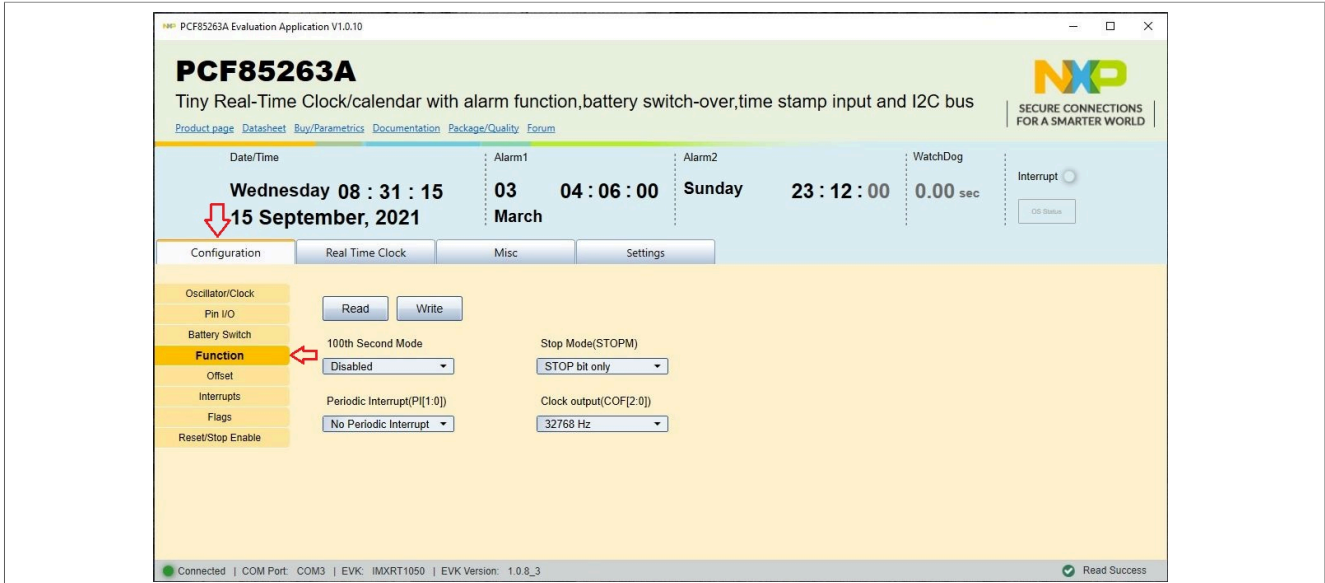 PCF85263A Evaluation Application V1.0.10
PCF85263A
Tiny Real-Time Clock/calendar with alarm function,battery switch-over,time stamp input and I2C bus
Product page Datasheet Buy/Parametrics Documentation Package/Quality Forum
NXP
SECURE CONNECTIONS
FOR A SMARTER WORLD
Date/Time
Wednesday 08 : 31 : 15
15 September, 2021
Alarm1
03 04 : 06 : 00
March
Alarm2
Sunday 23 : 12 : 00
WatchDog
0.00 sec
Interrupt
OS Status
Configuration Real Time Clock Misc Settings
Oscillator/Clock
Pin I/O
Battery Switch
Function
Offset
Interrupts
Flags
Reset/Stop Enable
Read Write
100th Second Mode Stop Mode(STOPM)
Disabled STOP bit only
Periodic Interrupt(PI[1:0]) Clock output(COF[2:0])
No Periodic Interrupt 32768 Hz
Connected | COM Port: COM3 | EVK: IMXRT1050 | EVK Version: 1.0.8_3 Read Success